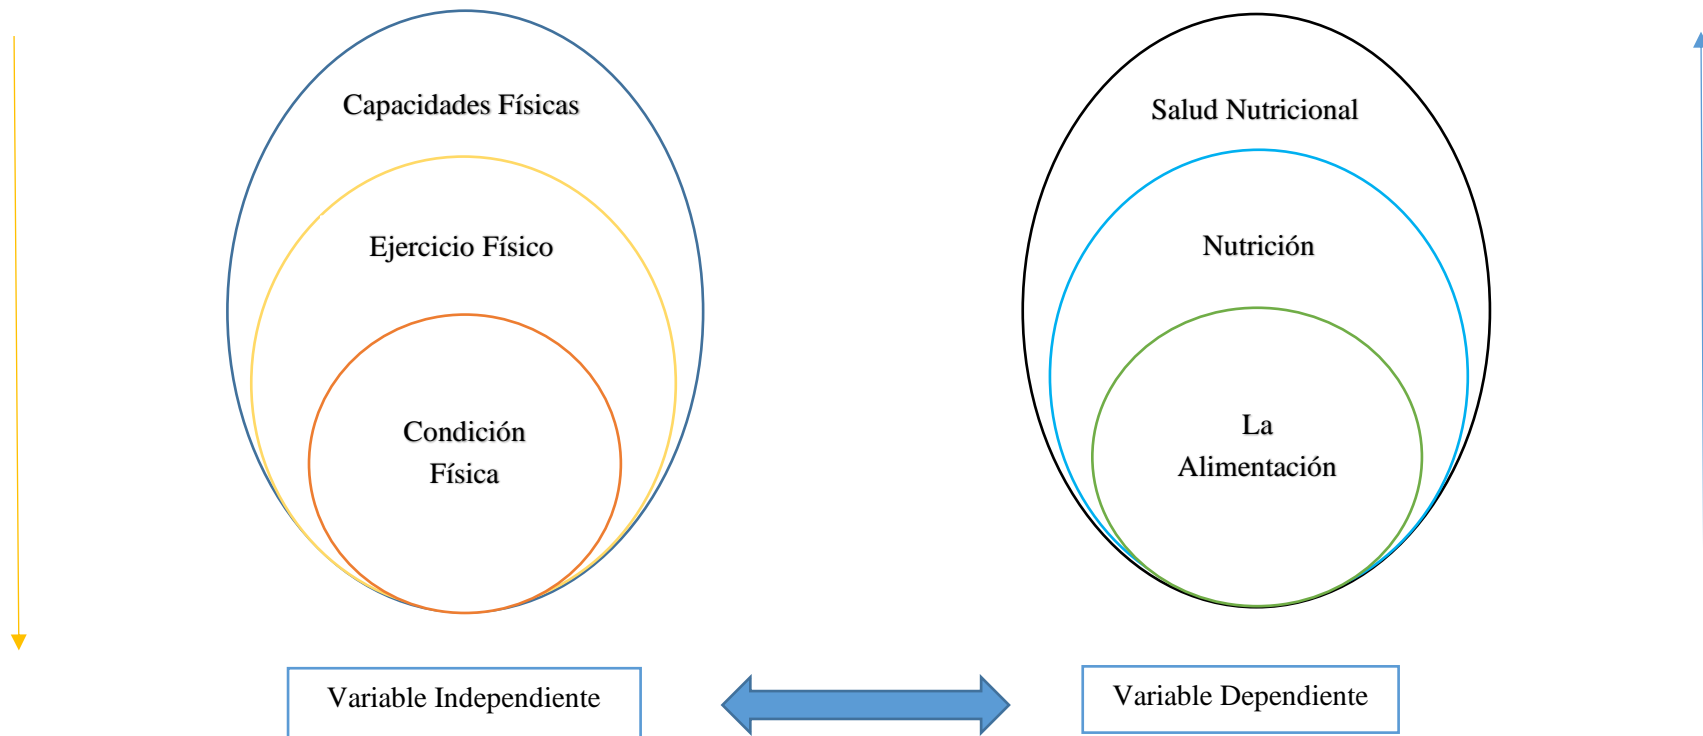 Capacidades Físicas
Ejercicio Físico
Condición
Física
Variable Independiente
Salud Nutricional
Nutrición
La
Alimentación
Variable Dependiente